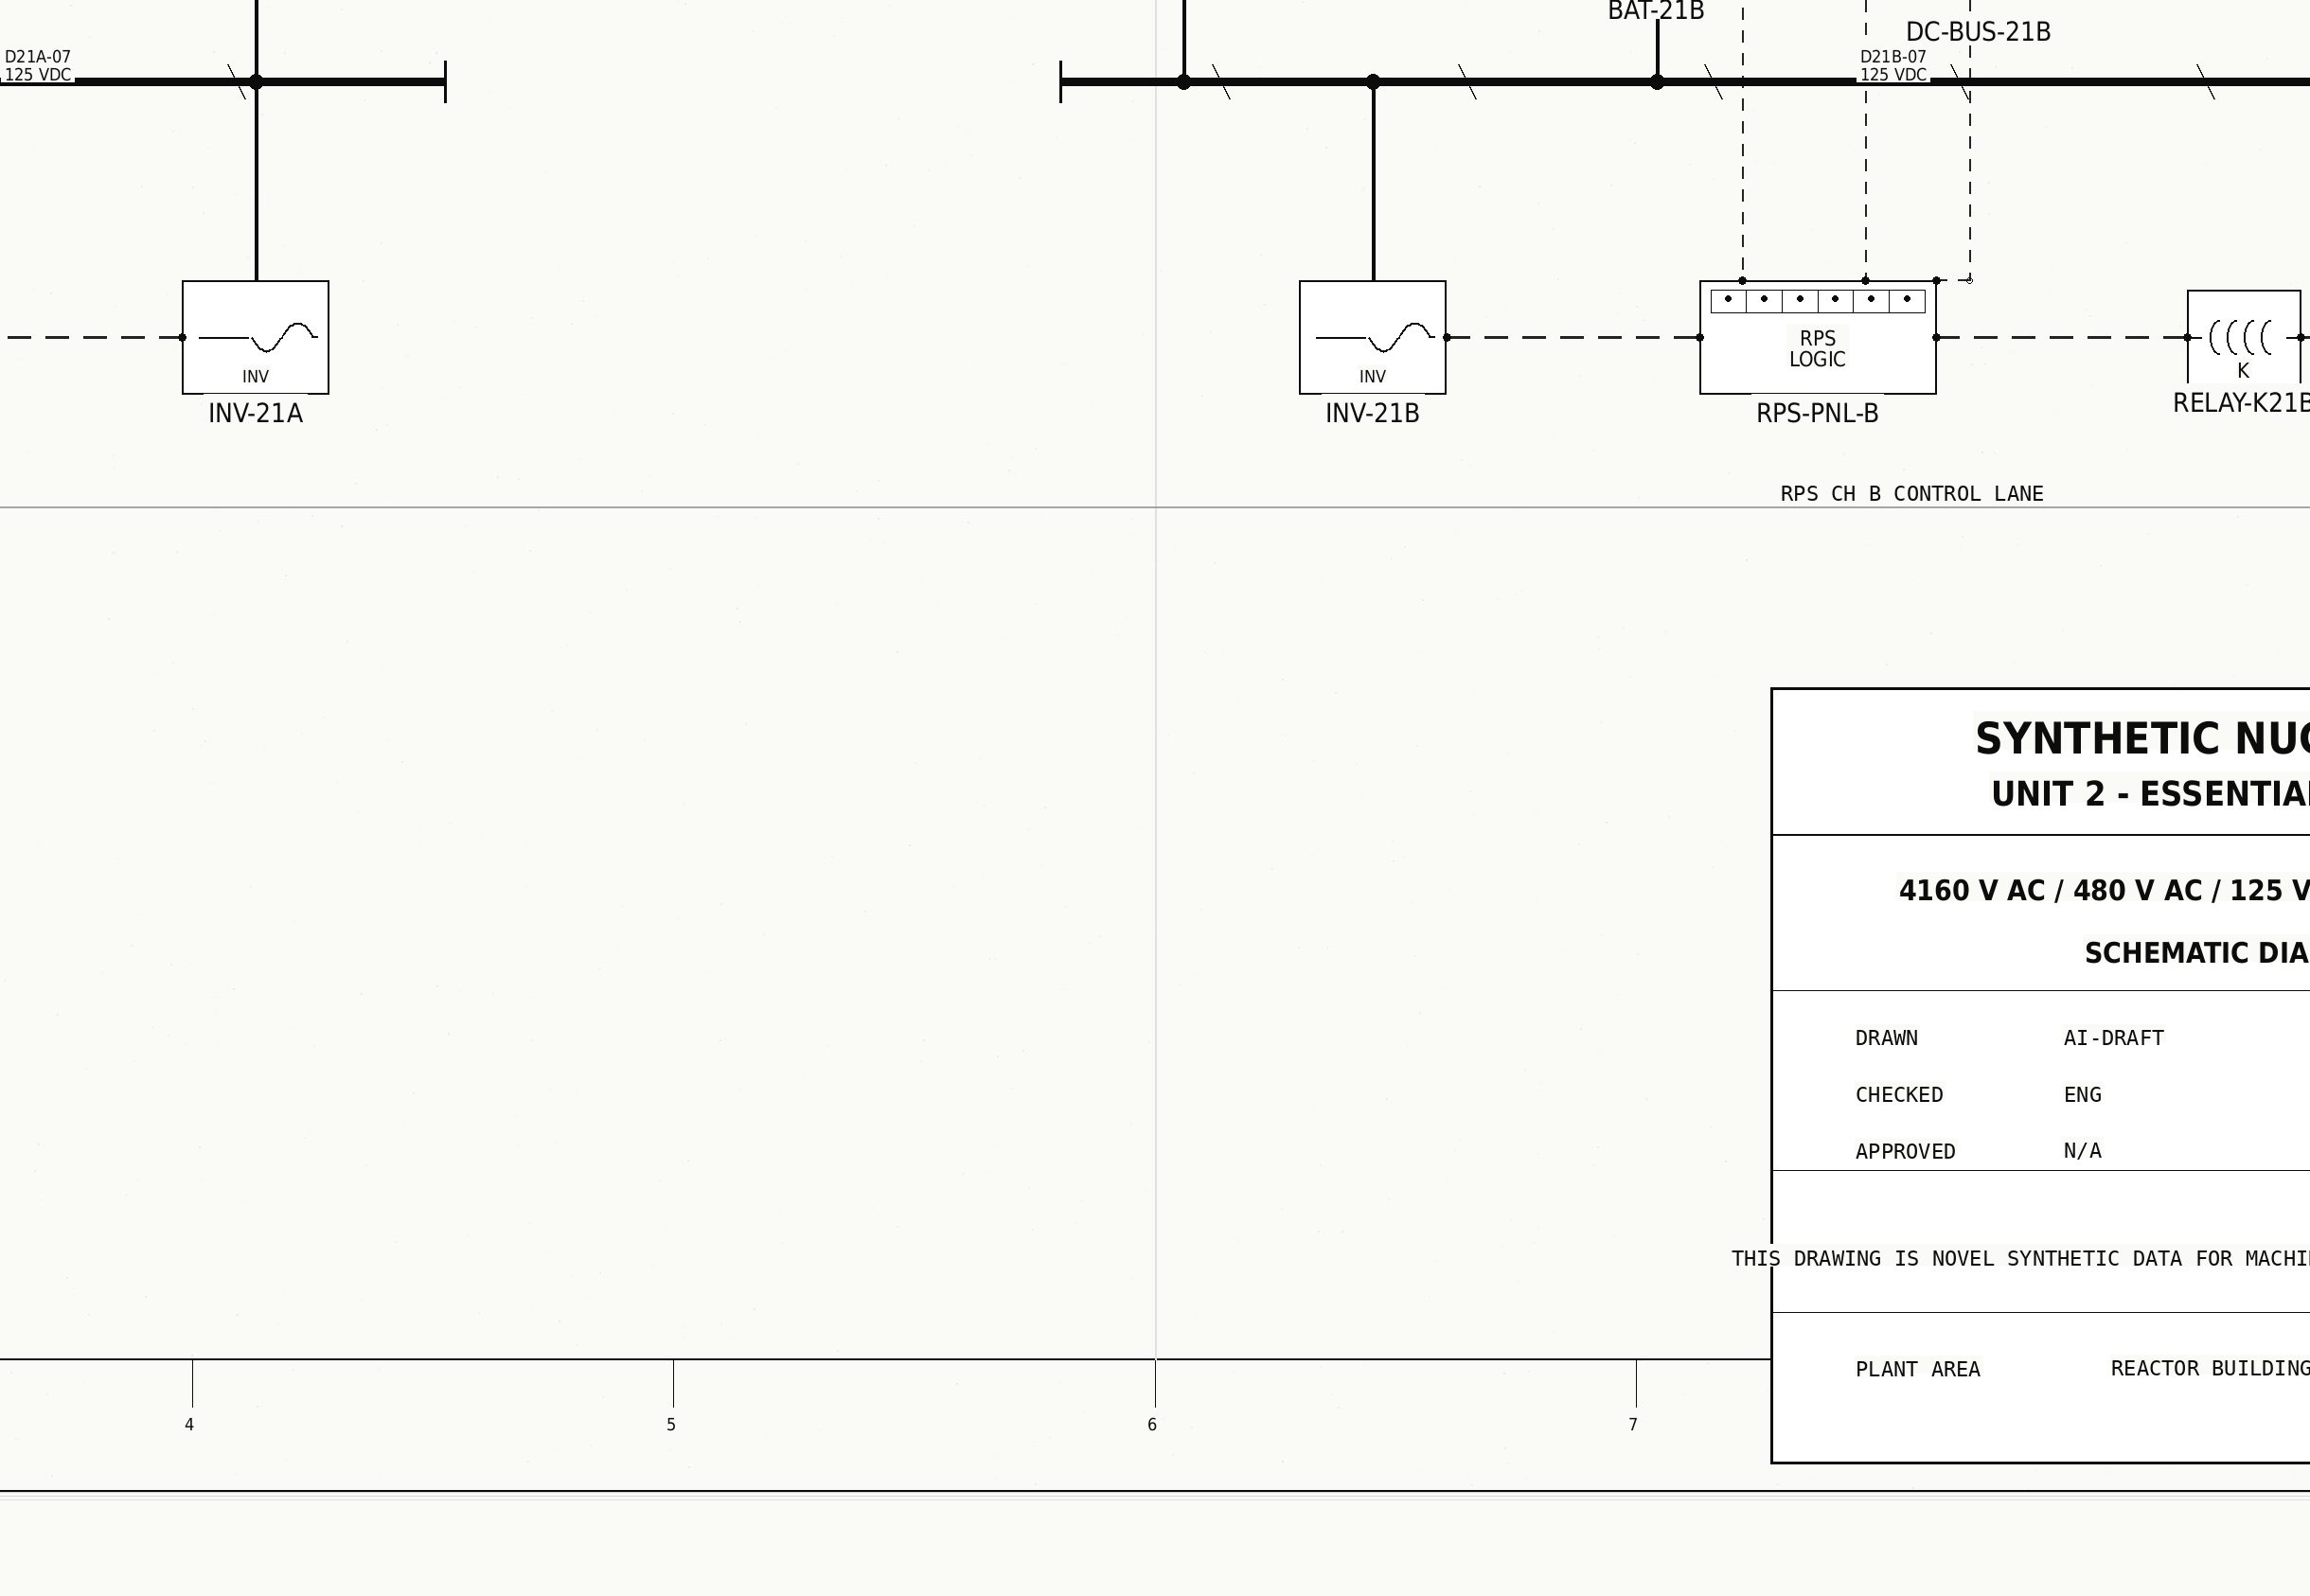 BAT-21B
DC-BUS-21B
D21A-07
125 VDC
D21B-07
125 VDC
INV
INV-21A
INV
INV-21B
RPS
LOGIC
RPS-PNL-B
K
RELAY-K21B
RPS CH B CONTROL LANE
SYNTHETIC NUC
UNIT 2 - ESSENTIAL
4160 V AC / 480 V AC / 125 V
SCHEMATIC DIA
DRAWN AI-DRAFT
CHECKED ENG
APPROVED N/A
THIS DRAWING IS NOVEL SYNTHETIC DATA FOR MACHI
PLANT AREA REACTOR BUILDING
4 5 6 7